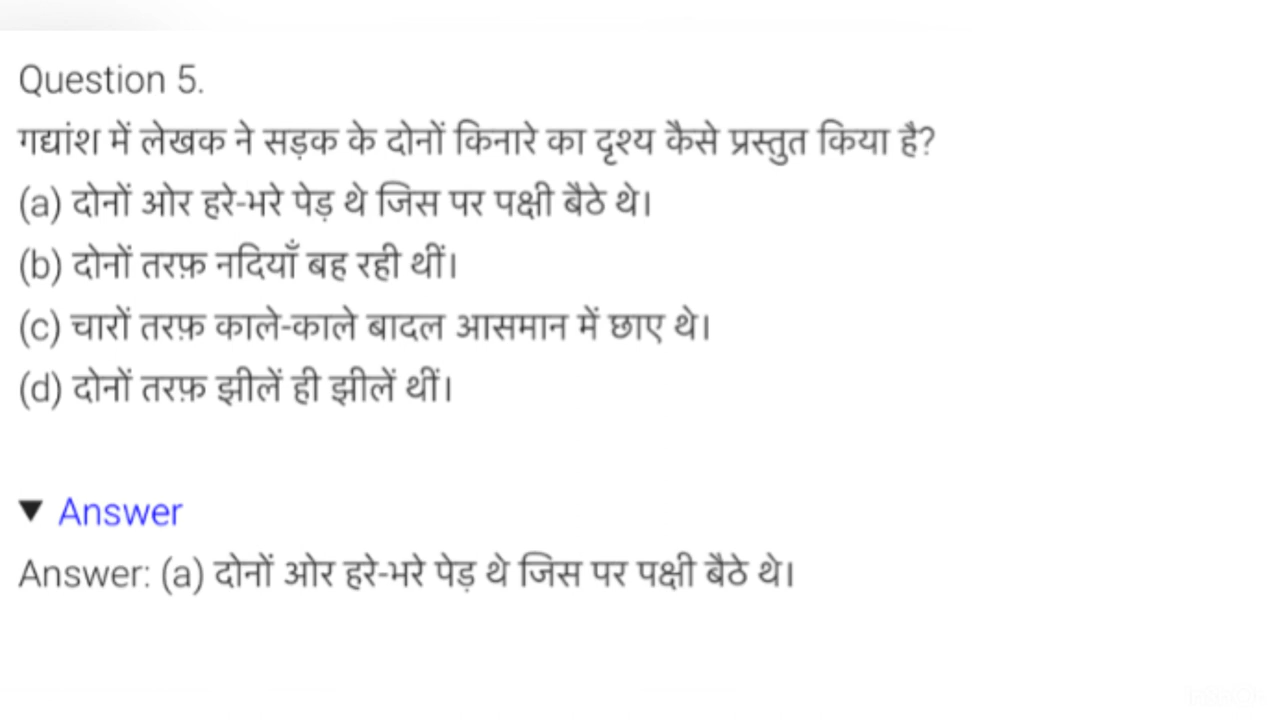 Question 5.
गद्यांश में लेखक ने सड़क के दोनों किनारे का दृश्य कैसे प्रस्तुत किया है?
(a) दोनों ओर हरे-भरे पेड़ थे जिस पर पक्षी बैठे थे।
(b) दोनों तरफ़ नदियाँ बह रही थीं।
(c) चारों तरफ़ काले-काले बादल आसमान में छाए थे।
(d) दोनों तरफ़ झीलें ही झीलें थीं।
▼ Answer
Answer: (a) दोनों ओर हरे-भरे पेड़ थे जिस पर पक्षी बैठे थे।